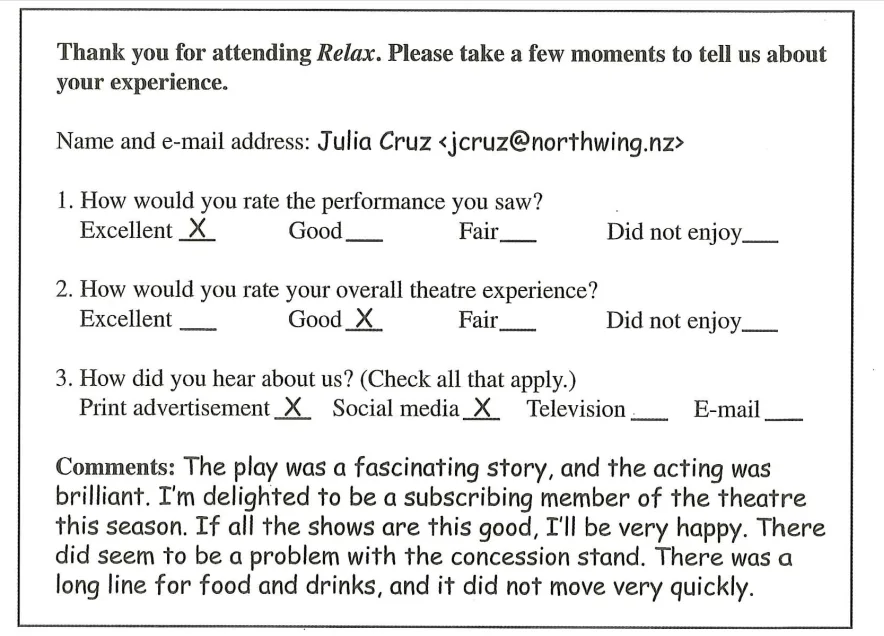 Thank you for attending Relax. Please take a few moments to tell us about
your experience.
Name and e-mail address: Julia Cruz <jcruz@northwing.nz>
1. How would you rate the performance you saw?
Excellent X Good___ Fair___ Did not enjoy___
2. How would you rate your overall theatre experience?
Excellent ___ Good X Fair___ Did not enjoy___
3. How did you hear about us? (Check all that apply.)
Print advertisement X Social media X Television ___ E-mail ___
Comments: The play was a fascinating story, and the acting was
brilliant. I'm delighted to be a subscribing member of the theatre
this season. If all the shows are this good, I'll be very happy. There
did seem to be a problem with the concession stand. There was a
long line for food and drinks, and it did not move very quickly.